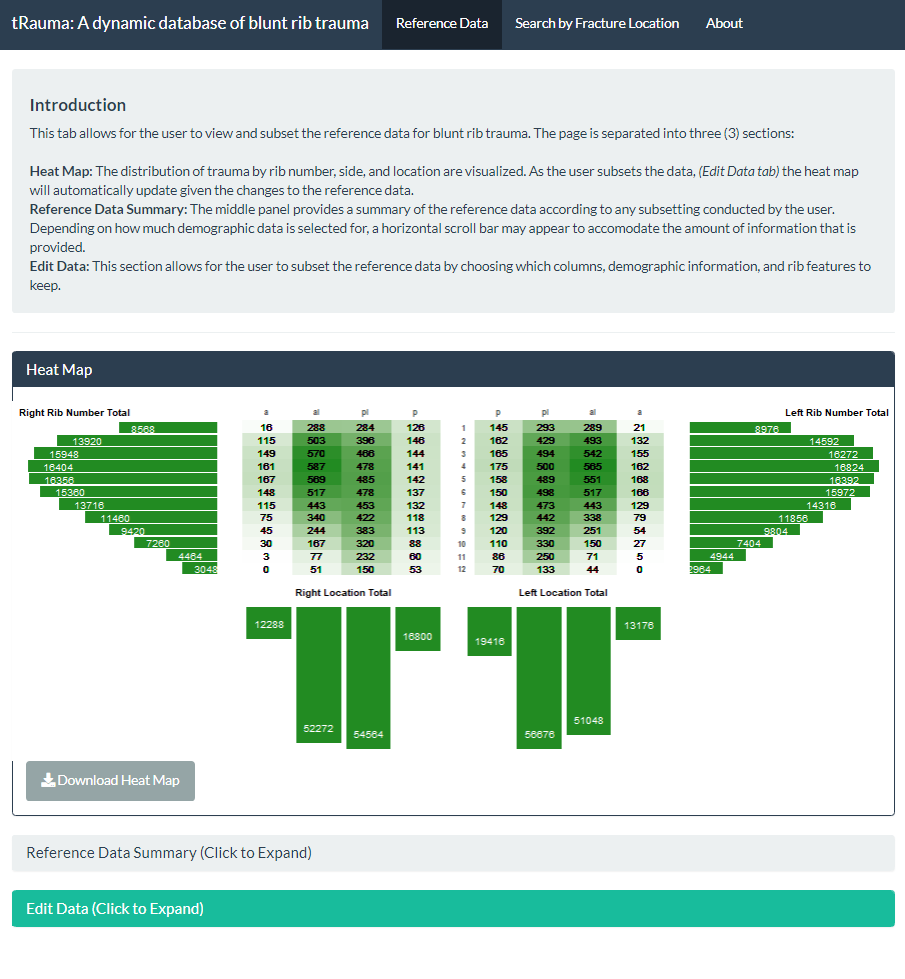 tRauma: A dynamic database of blunt rib trauma Reference Data Search by Fracture Location About
Introduction
This tab allows for the user to view and subset the reference data for blunt rib trauma. The page is separated into three (3) sections:
Heat Map: The distribution of trauma by rib number, side, and location are visualized. As the user subsets the data, (Edit Data tab) the heat map
will automatically update given the changes to the reference data.
Reference Data Summary: The middle panel provides a summary of the reference data according to any subsetting conducted by the user.
Depending on how much demographic data is selected for, a horizontal scroll bar may appear to accomodate the amount of information that is
provided.
Edit Data: This section allows for the user to subset the reference data by choosing which columns, demographic information, and rib features to
keep.
Heat Map
Right Rib Number Total a al pl p p pl al a Left Rib Number Total
8568 16 288 284 126 1 145 293 289 21 8976
13920 115 503 396 146 2 162 429 493 132 14592
15948 149 570 466 144 3 165 494 542 155 16272
16404 161 587 478 141 4 175 500 565 162 16824
16356 167 569 485 142 5 158 489 551 168 16392
15360 148 517 478 137 6 150 498 517 166 15972
13716 115 443 453 132 7 148 473 443 129 14316
11460 75 340 422 118 8 129 442 338 79 11856
9420 45 244 383 113 9 120 392 251 54 9804
7260 30 167 320 88 10 110 330 150 27 7404
4464 3 77 232 60 11 86 250 71 5 4944
3048 0 51 150 53 12 70 133 44 0 2964
Right Location Total Left Location Total
12288 52272 54564 16800 19416 56676 51048 13176
Download Heat Map
Reference Data Summary (Click to Expand)
Edit Data (Click to Expand)